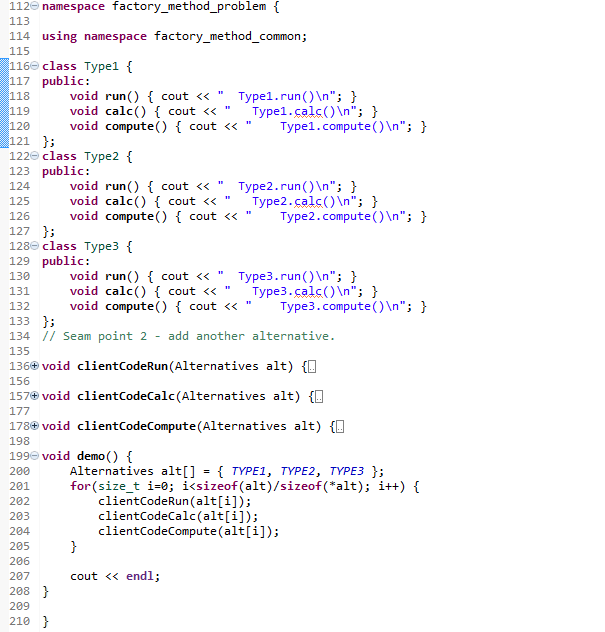 112 namespace factory_method_problem {
113
114 using namespace factory_method_common;
115
116 class Type1 {
117 public:
118     void run() { cout << "  Type1.run()\n"; }
119     void calc() { cout << "   Type1.calc()\n"; }
120     void compute() { cout << "    Type1.compute()\n"; }
121 };
122 class Type2 {
123 public:
124     void run() { cout << "  Type2.run()\n"; }
125     void calc() { cout << "   Type2.calc()\n"; }
126     void compute() { cout << "    Type2.compute()\n"; }
127 };
128 class Type3 {
129 public:
130     void run() { cout << "  Type3.run()\n"; }
131     void calc() { cout << "   Type3.calc()\n"; }
132     void compute() { cout << "    Type3.compute()\n"; }
133 };
134 // Seam point 2 - add another alternative.
135
136 void clientCodeRun(Alternatives alt) {..
156
157 void clientCodeCalc(Alternatives alt) {..
177
178 void clientCodeCompute(Alternatives alt) {..
198
199 void demo() {
200     Alternatives alt[] = { TYPE1, TYPE2, TYPE3 };
201     for(size_t i=0; i<sizeof(alt)/sizeof(*alt); i++) {
202         clientCodeRun(alt[i]);
203         clientCodeCalc(alt[i]);
204         clientCodeCompute(alt[i]);
205     }
206
207     cout << endl;
208 }
209
210 }